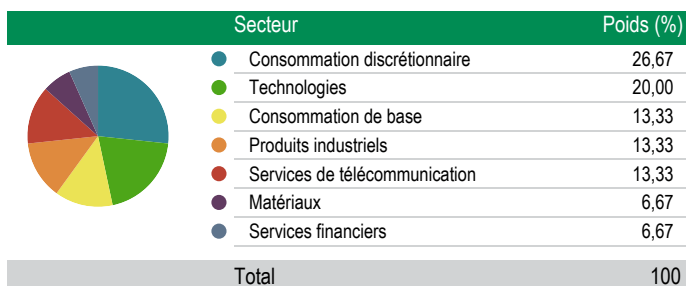 Secteur Poids (%)
Consommation discrétionnaire 26,67
Technologies 20,00
Consommation de base 13,33
Produits industriels 13,33
Services de télécommunication 13,33
Matériaux 6,67
Services financiers 6,67
Total 100